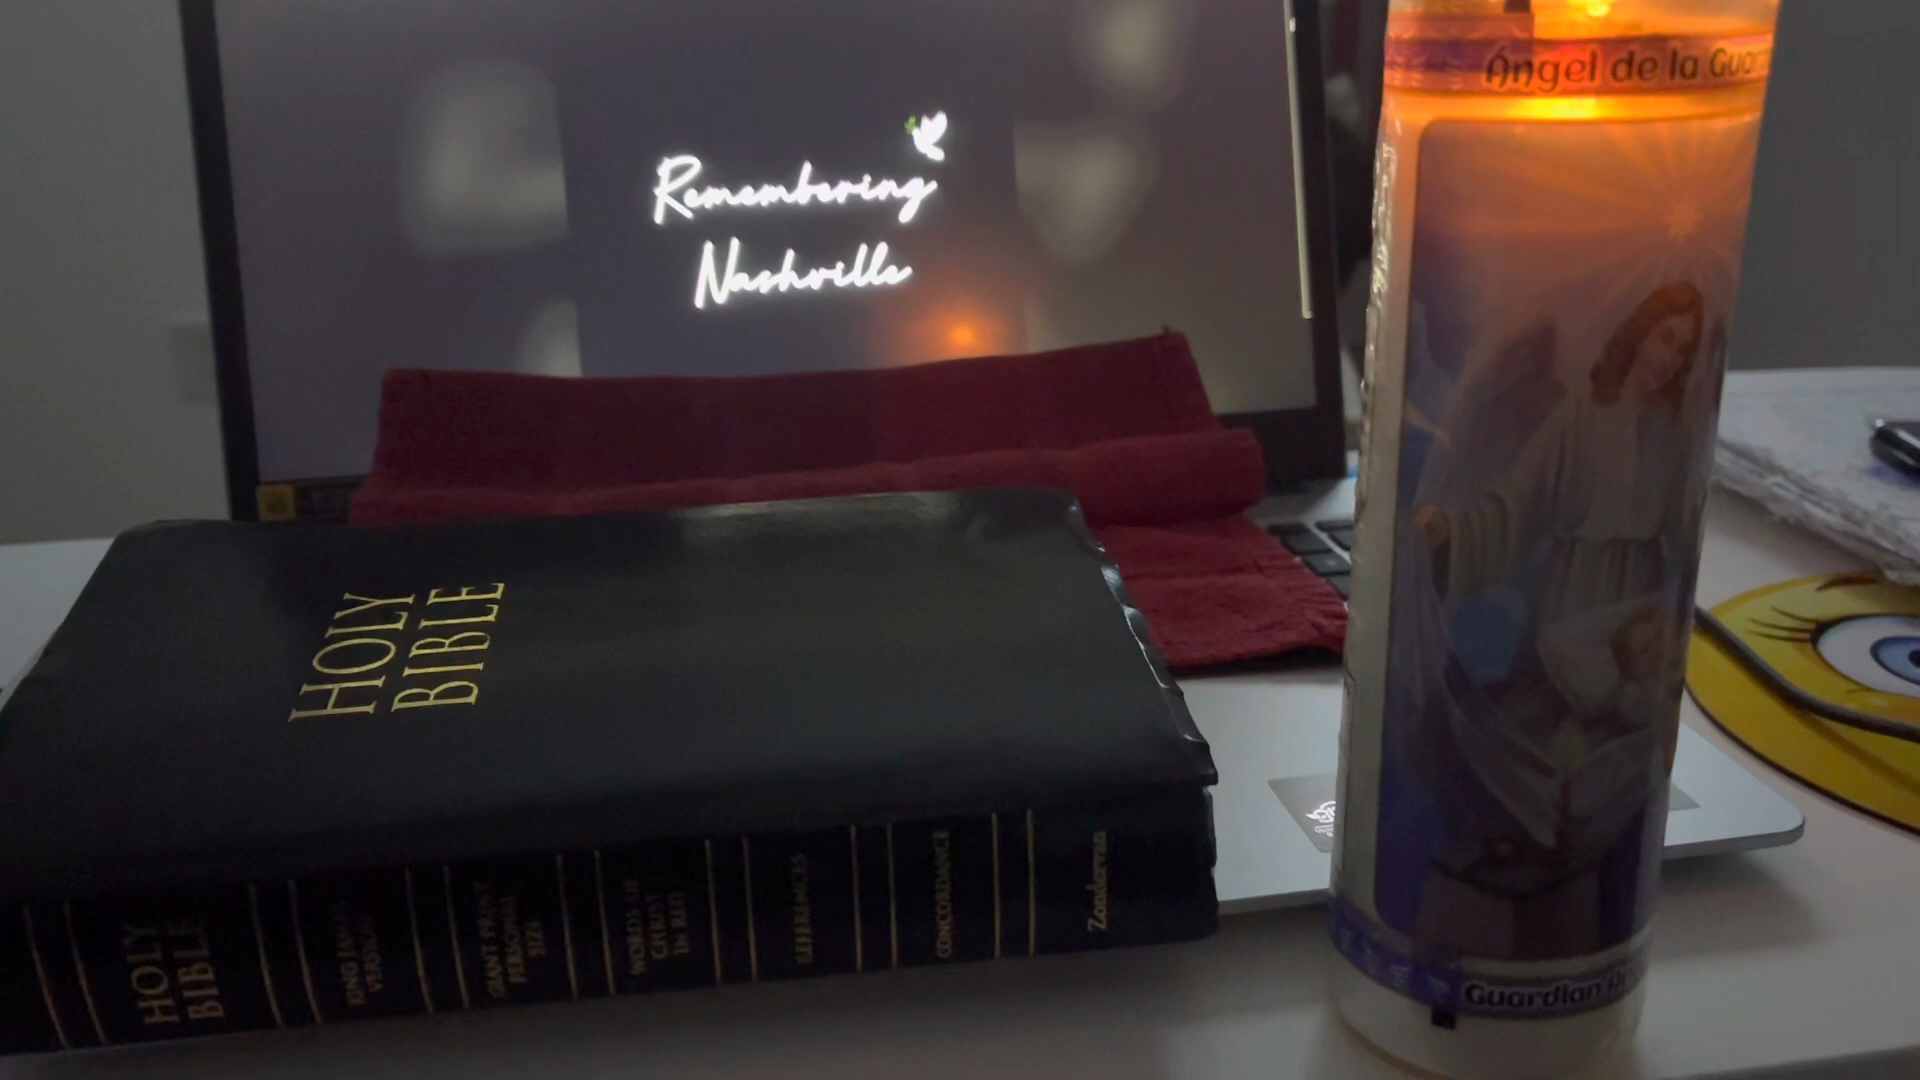 Remembering
Nashville
Ángel de la Guar
HOLY
BIBLE
HOLY
BIBLE
KING JAMES
VERSION
GIANT PRINT
PERSONAL
SIZE
WORDS OF
CHRIST
IN RED
REFERENCES
CONCORDANCE
Zondervan
Guardian